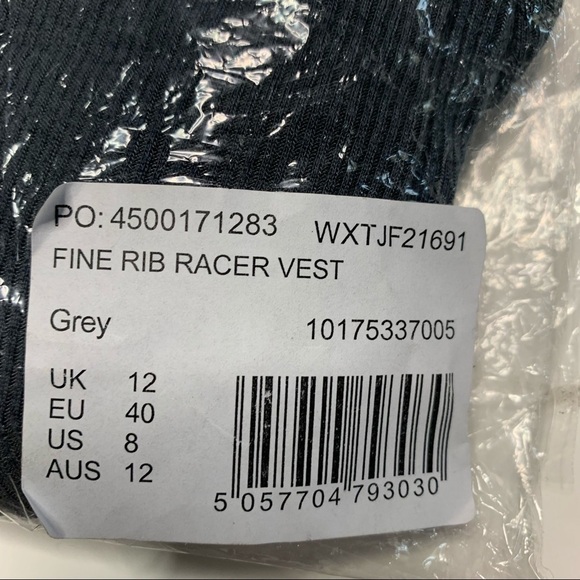 PO: 4500171283 WXTJF21691
FINE RIB RACER VEST
Grey 10175337005
UK 12
EU 40
US 8
AUS 12
5 057704 793030